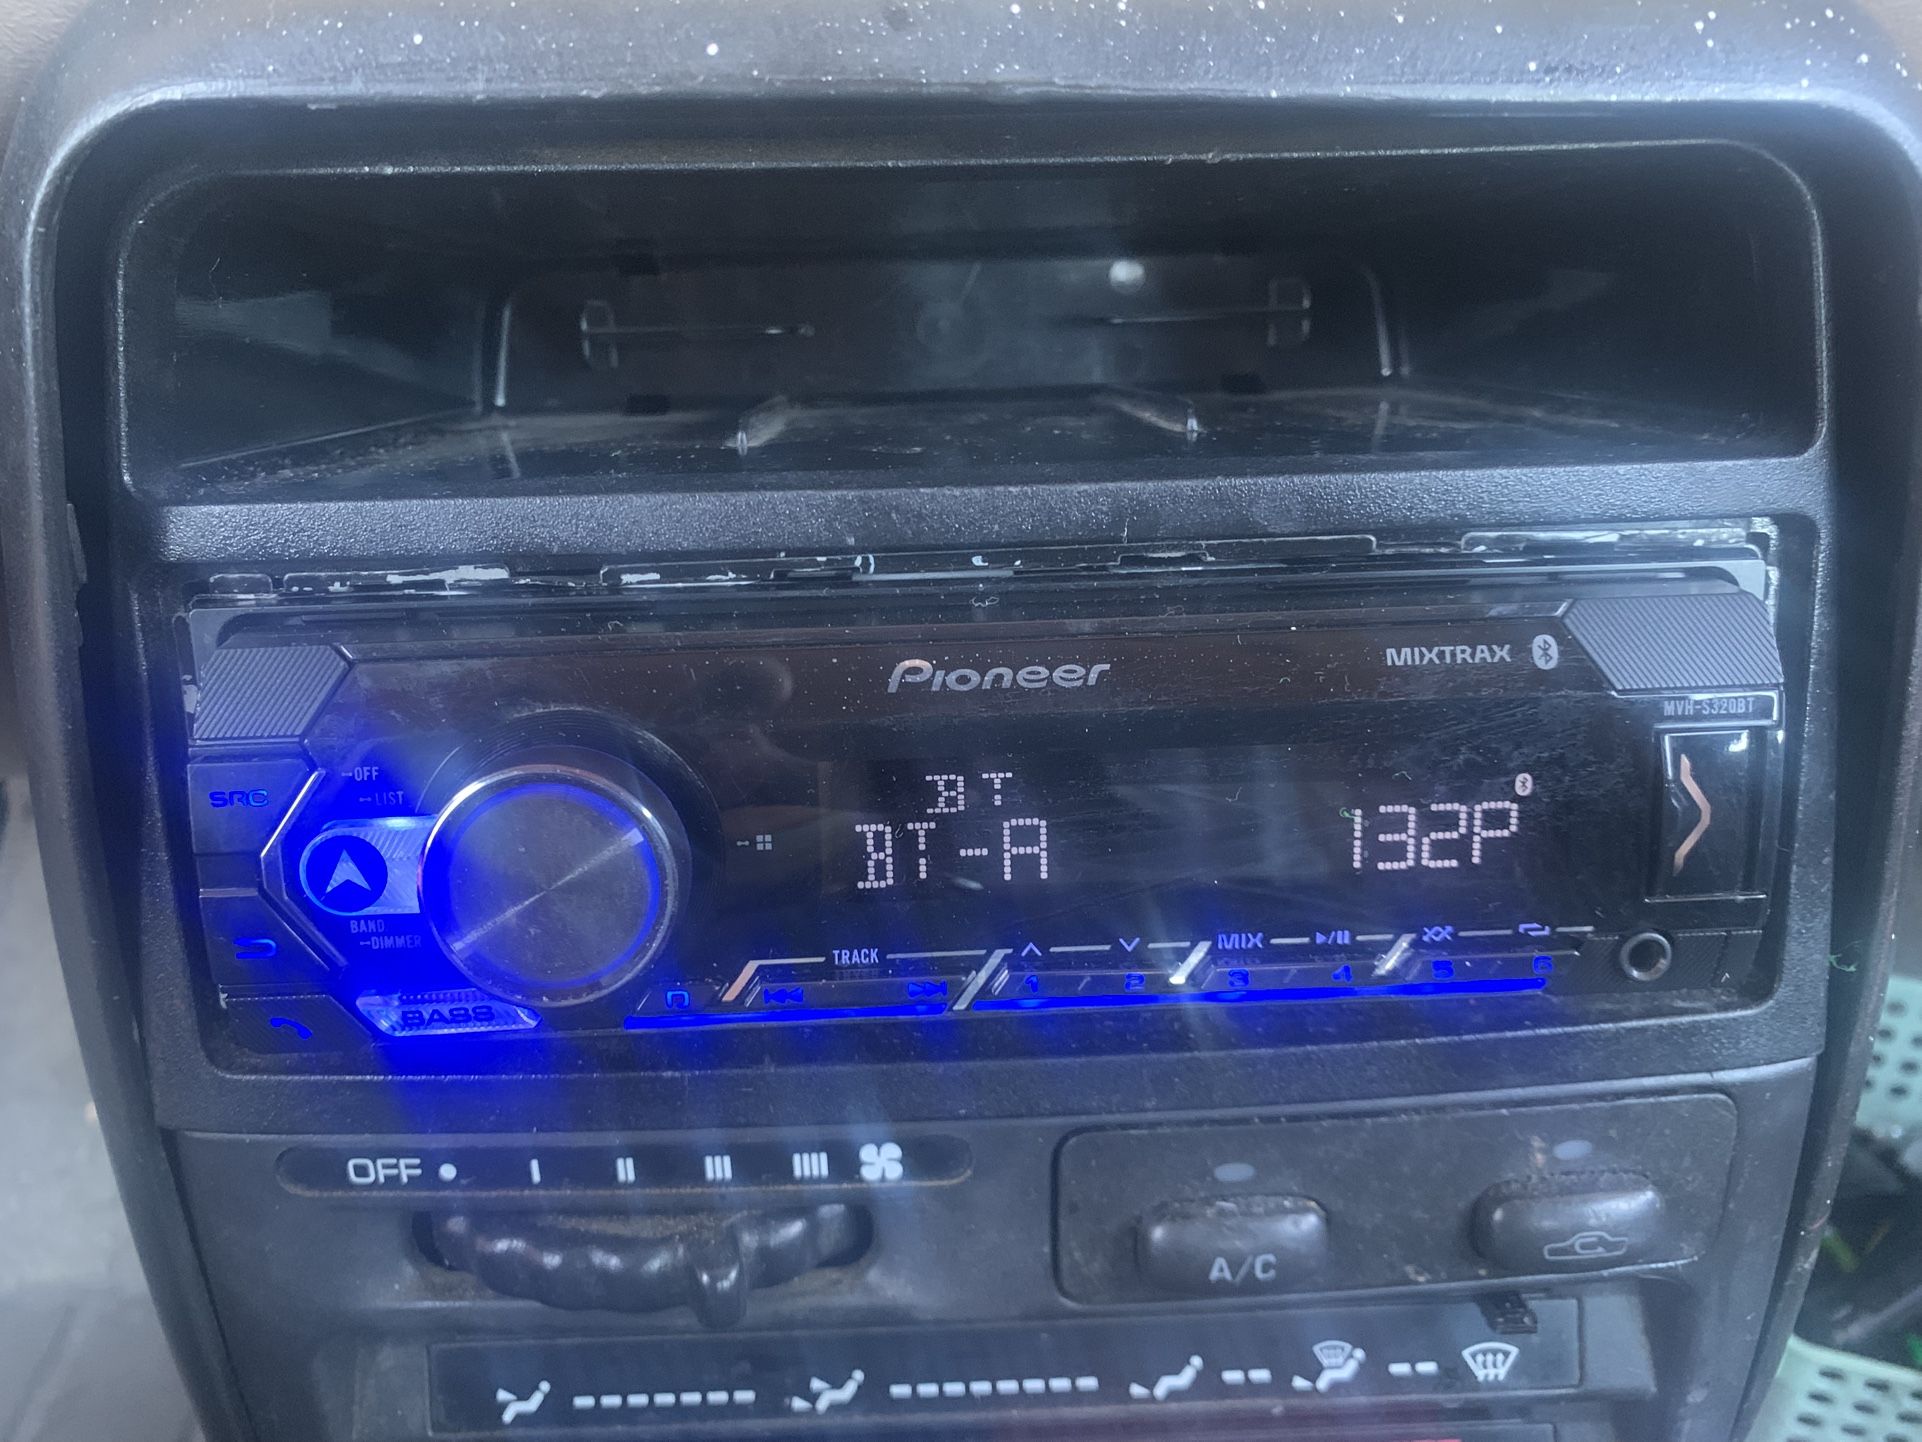 Pioneer
MIXTRAX
MVH-S320BT
SRC
OFF
LIST
BT
BT-A
132P
BAND
DIMMER
TRACK
MIX
1 2 3 4 5 6
BASS
OFF I II III IIII
A/C